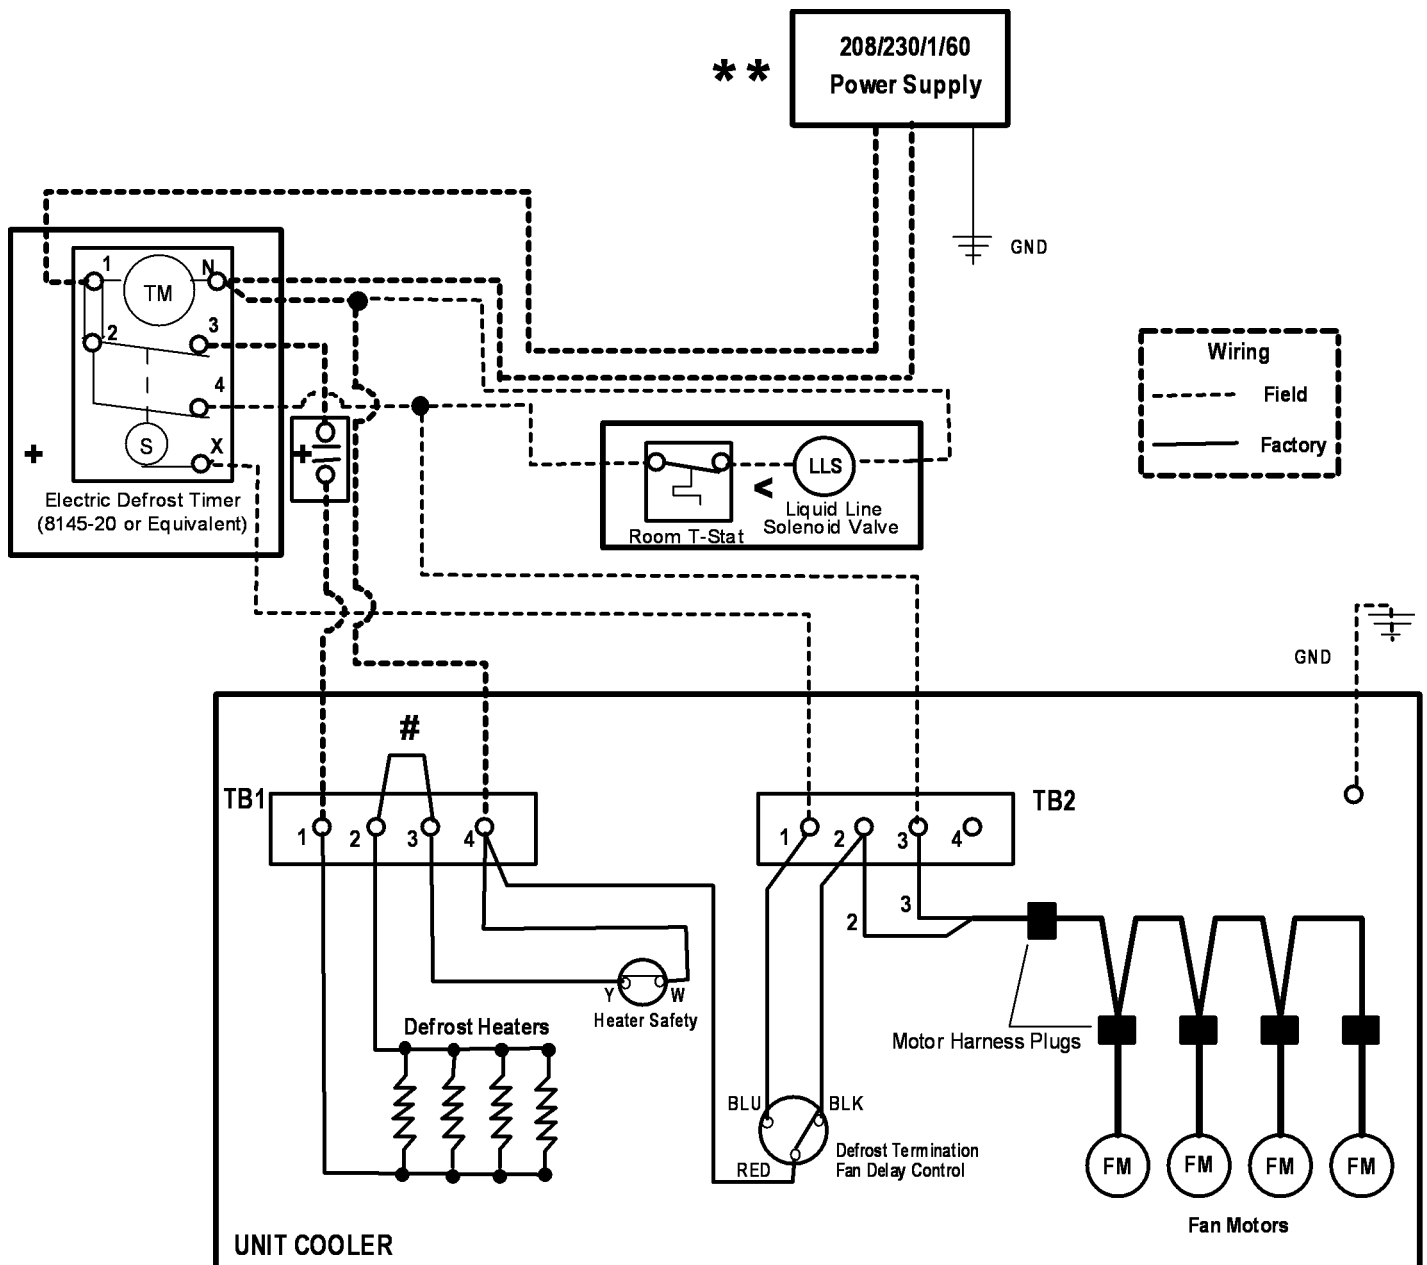 208/230/1/60
Power Supply
**
GND
1
TM
N
2
3
4
S
X
+
+
Electric Defrost Timer
(8145-20 or Equivalent)
Wiring
Field
Factory
LLS
<
Liquid Line
Solenoid Valve
Room T-Stat
GND
#
TB1
1
2
3
4
TB2
1
2
3
4
3
2
Y
W
Heater Safety
Defrost Heaters
Motor Harness Plugs
BLU
BLK
RED
Defrost Termination
Fan Delay Control
FM
FM
FM
FM
Fan Motors
UNIT COOLER